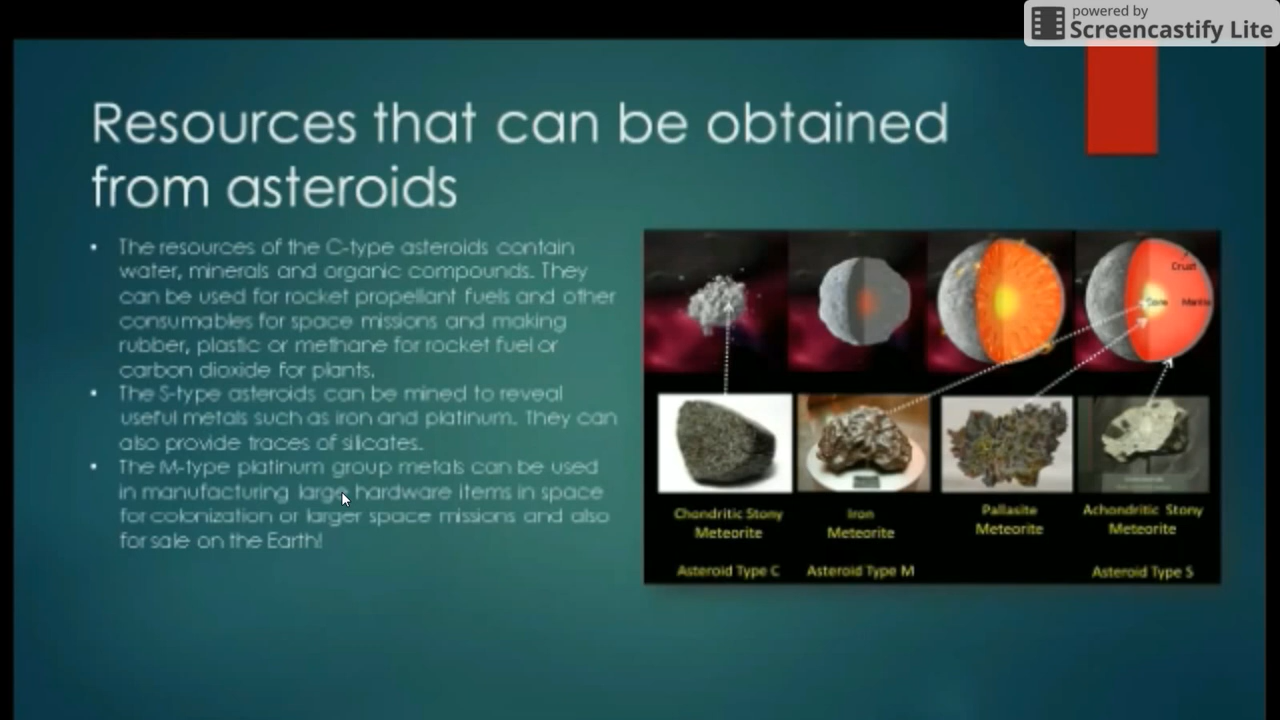 powered by
Screencastify Lite
Resources that can be obtained
from asteroids
• The resources of the C-type asteroids contain
water, minerals and organic compounds. They
can be used for rocket propellant fuels and other
consumables for space missions and making
rubber, plastic or methane for rocket fuel or
carbon dioxide for plants.
• The S-type asteroids can be mined to reveal
useful metals such as iron and platinum. They can
also provide traces of silicates.
• The M-type platinum group metals can be used
in manufacturing large hardware items in space
for colonization or larger space missions and also
for sale on the Earth!
Crust
Core Mantle
Chondritic Stony
Meteorite
Iron
Meteorite
Pallasite
Meteorite
Achondritic Stony
Meteorite
Asteroid Type C
Asteroid Type M
Asteroid Type S